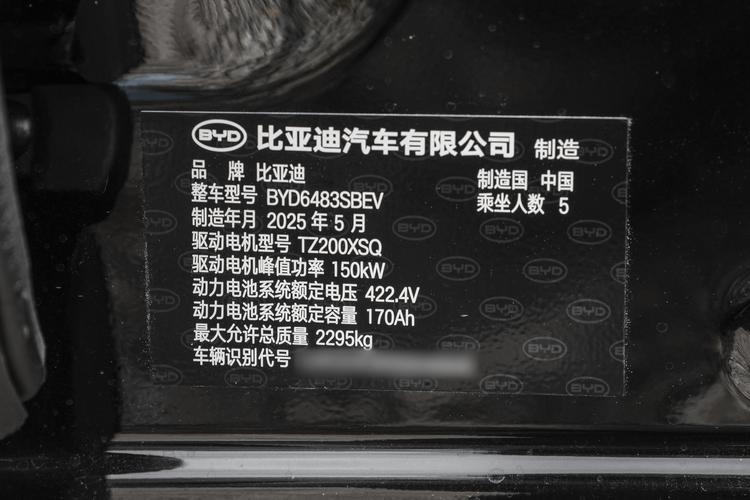 BYD 比亚迪汽车有限公司 制造
品 牌 比亚迪
制造国 中国
整车型号 BYD6483SBEV
乘坐人数 5
制造年月 2025 年 5 月
驱动电机型号 TZ200XSQ
驱动电机峰值功率 150kW
动力电池系统额定电压 422.4V
动力电池系统额定容量 170Ah
最大允许总质量 2295kg
车辆识别代号